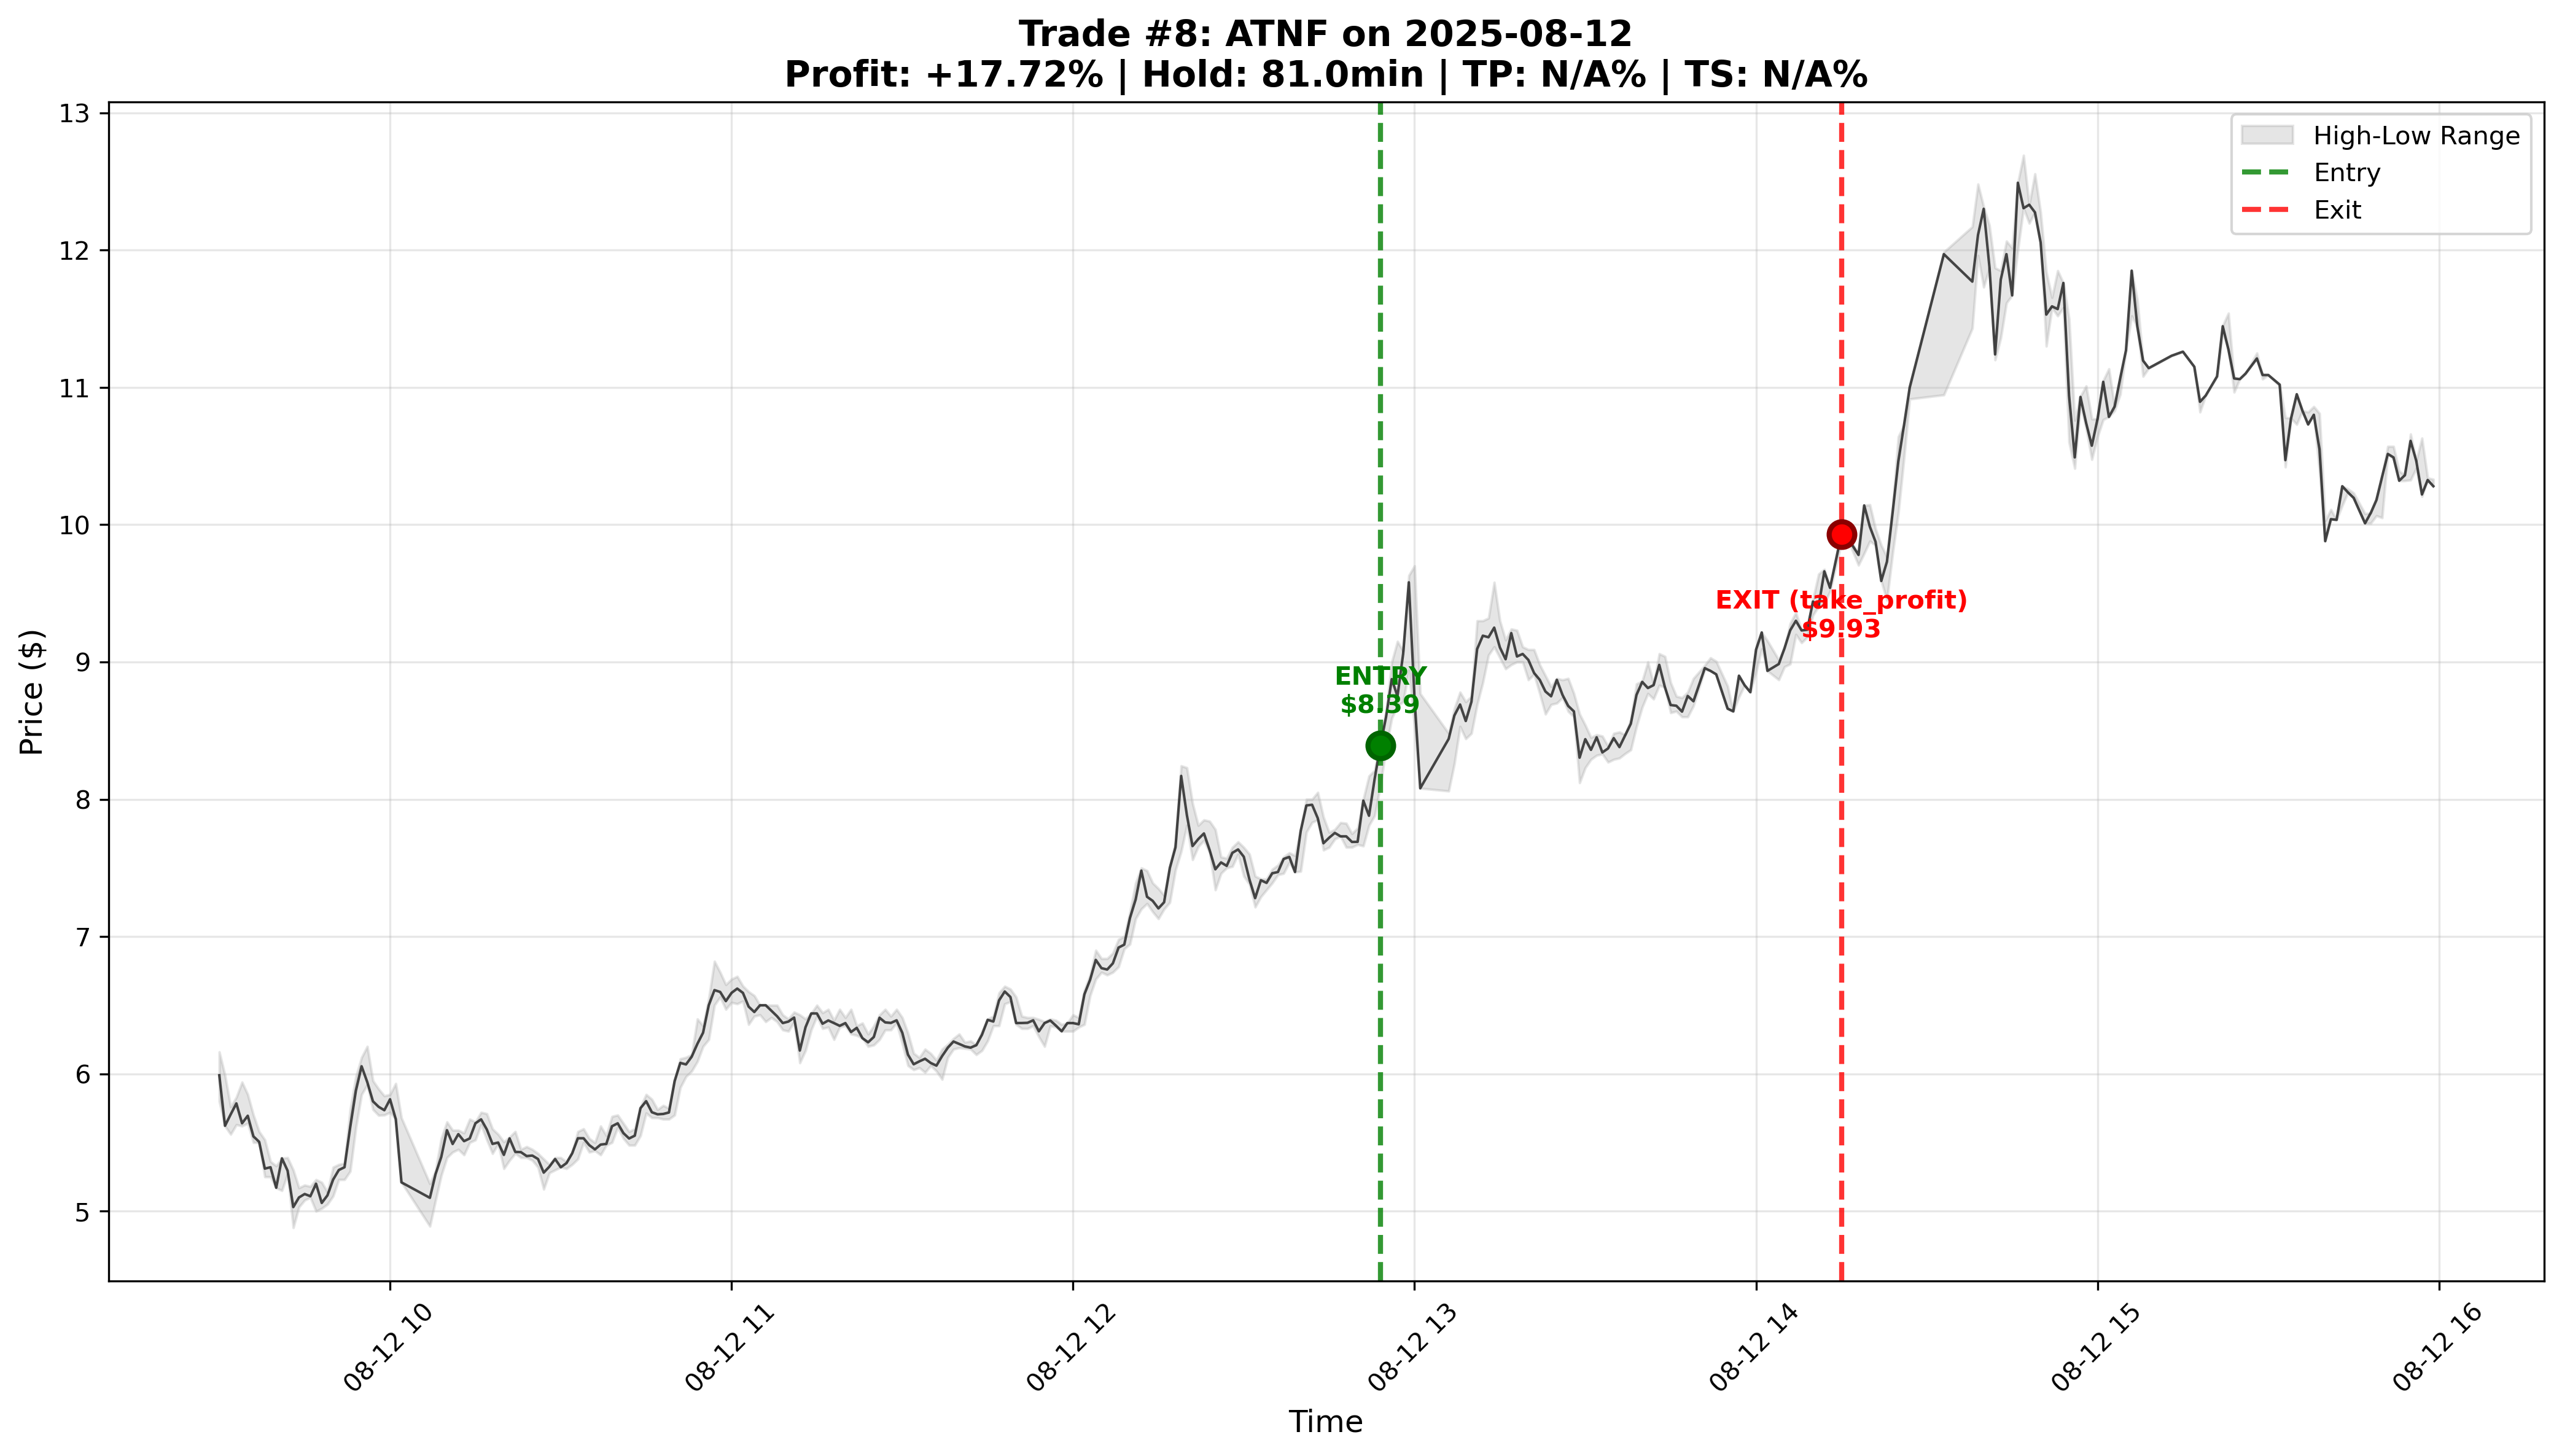 Trade #8: ATNF on 2025-08-12
Profit: +17.72% | Hold: 81.0min | TP: N/A% | TS: N/A%
High-Low Range
Entry
Exit
13
12
11
10
9
8
7
6
5
Price ($)
ENTRY
$8.39
EXIT (take_profit)
$9.93
08-12 10
08-12 11
08-12 12
08-12 13
08-12 14
08-12 15
08-12 16
Time